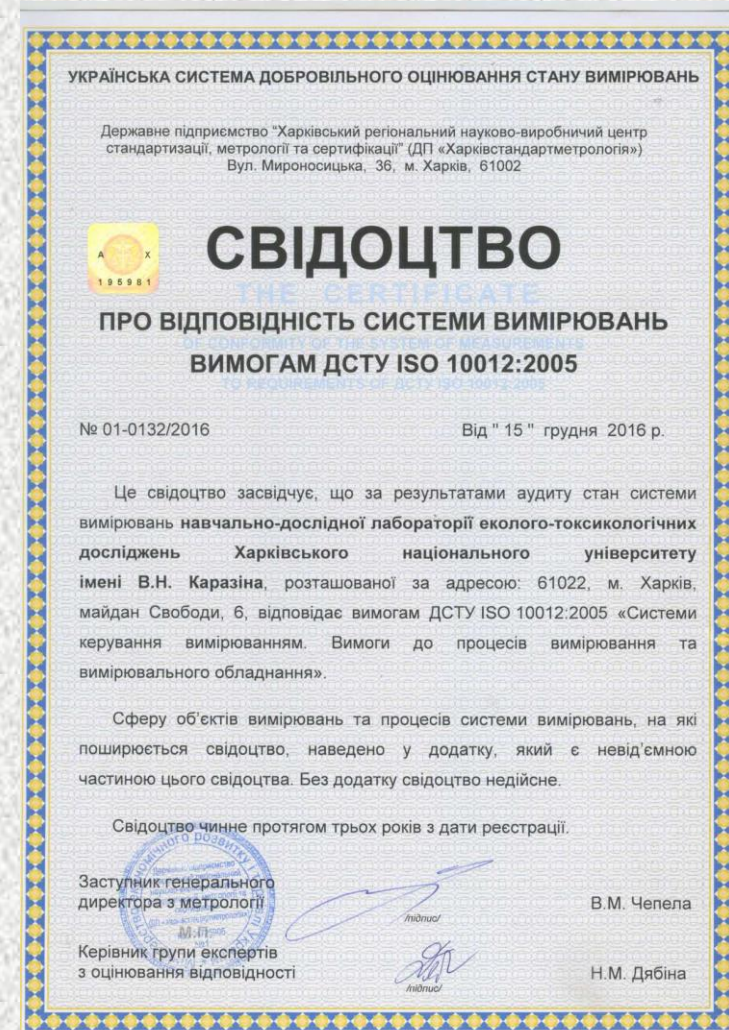 УКРАЇНСЬКА СИСТЕМА ДОБРОВІЛЬНОГО ОЦІНЮВАННЯ СТАНУ ВИМІРЮВАНЬ
Державне підприємство "Харківський регіональний науково-виробничий центр
стандартизації, метрології та сертифікації" (ДП «Харківстандартметрологія»)
Вул. Мироносицька, 36, м. Харків, 61002
А Х
195981
СВІДОЦТВО
THE CERTIFICATE
ПРО ВІДПОВІДНІСТЬ СИСТЕМИ ВИМІРЮВАНЬ
OF CONFORMITY OF THE SYSTEM OF MEASUREMENTS
ВИМОГАМ ДСТУ ISO 10012:2005
TO REQUIREMENTS OF ДСТУ ISO 10012:2005
№ 01-0132/2016 Від " 15 " грудня 2016 р.
Це свідоцтво засвідчує, що за результатами аудиту стан системи
вимірювань навчально-дослідної лабораторії еколого-токсикологічних
досліджень Харківського національного університету
імені В.Н. Каразіна, розташованої за адресою: 61022, м. Харків,
майдан Свободи, 6, відповідає вимогам ДСТУ ISO 10012:2005 «Системи
керування вимірюванням. Вимоги до процесів вимірювання та
вимірювального обладнання».
Сферу об'єктів вимірювань та процесів системи вимірювань, на які
поширюється свідоцтво, наведено у додатку, який є невід'ємною
частиною цього свідоцтва. Без додатку свідоцтво недійсне.
Свідоцтво чинне протягом трьох років з дати реєстрації.
Заступник генерального
директора з метрології В.М. Чепела
/підпис/
М.П.
Керівник групи експертів
з оцінювання відповідності Н.М. Дябіна
/підпис/